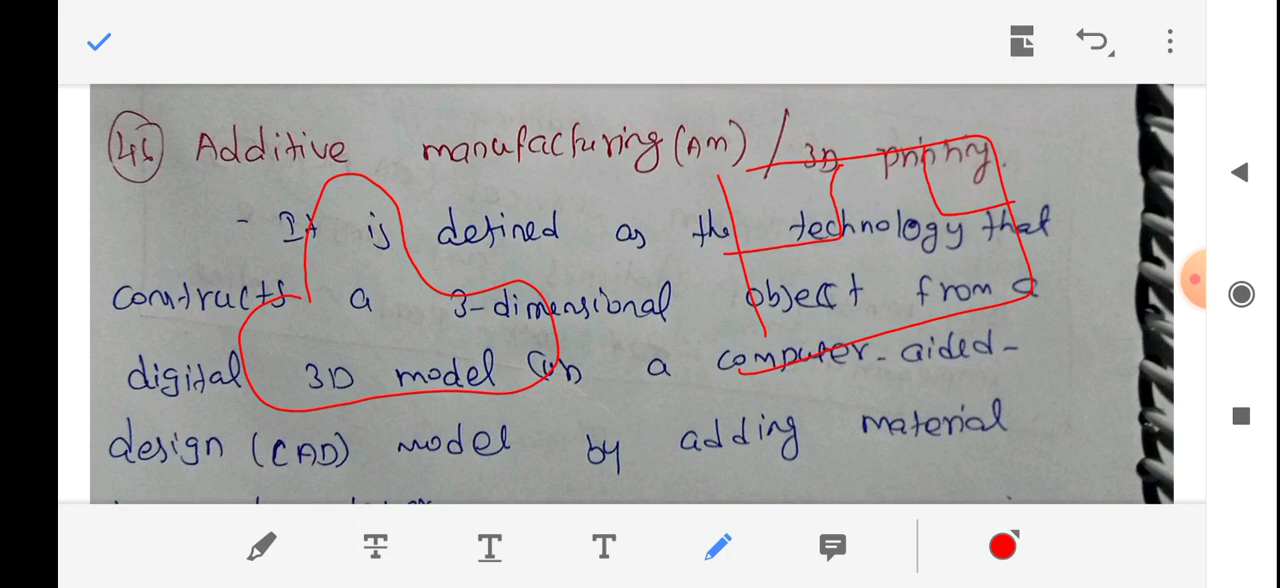 46 Additive manufacturing (AM) / 3D printing.
- It is defined as the technology that
constructs a 3-dimensional object from a
digital 3D model (or) a computer-aided-
design (CAD) model by adding material